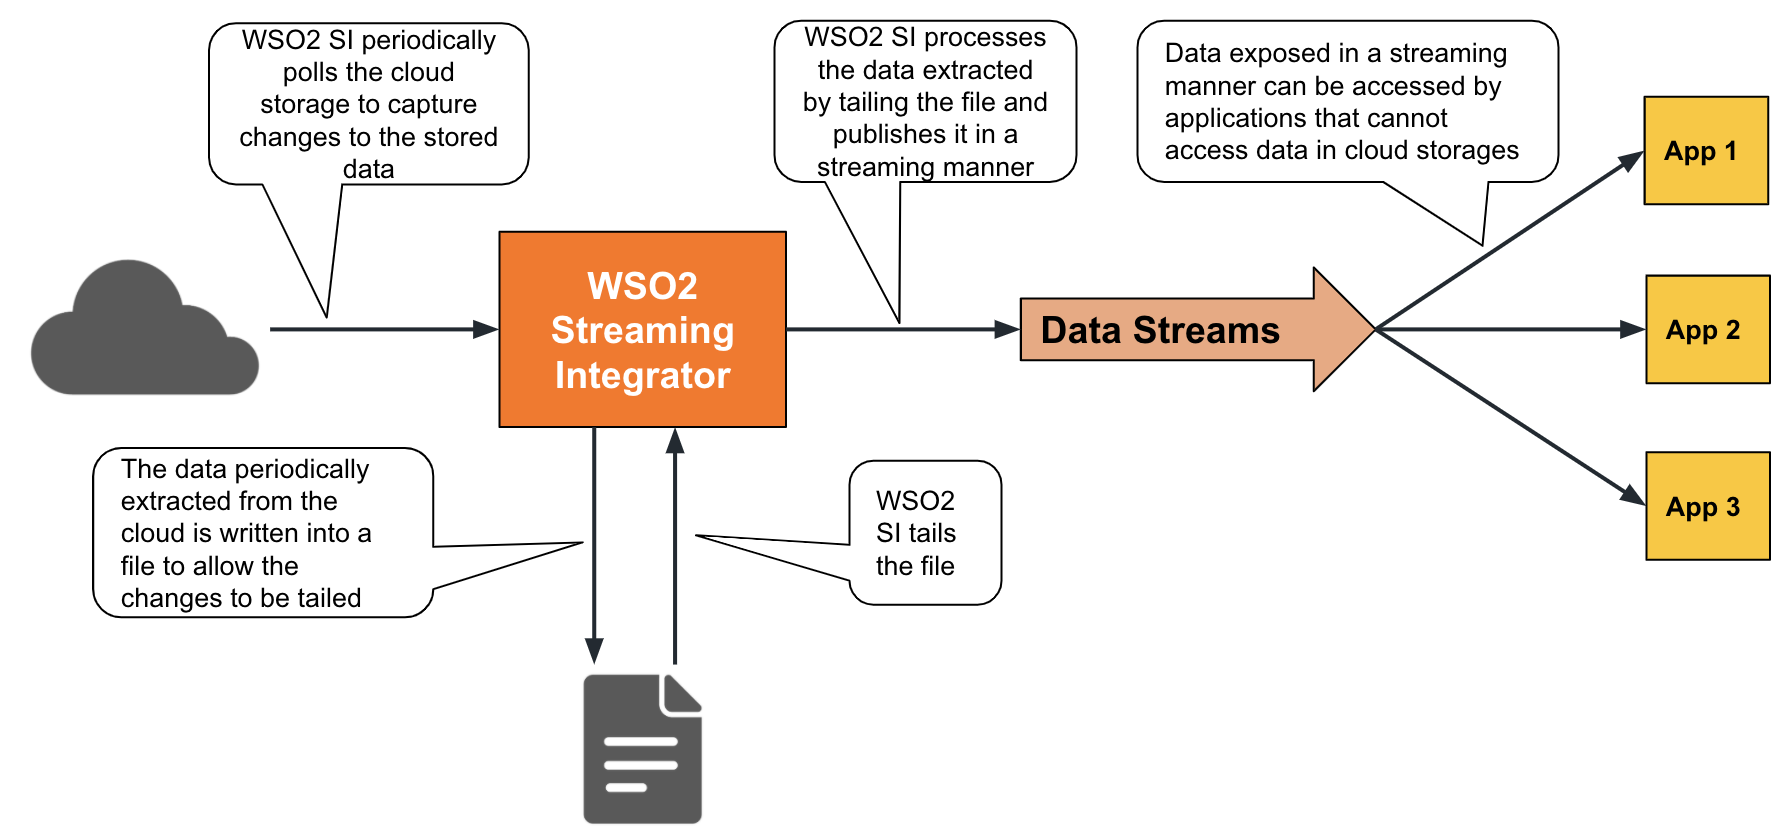 WSO2 SI periodically
polls the cloud
storage to capture
changes to the stored
data
WSO2 SI processes
the data extracted
by tailing the file and
publishes it in a
streaming manner
Data exposed in a streaming
manner can be accessed by
applications that cannot
access data in cloud storages
App 1
WSO2
Streaming
Integrator
Data Streams
App 2
The data periodically
extracted from the
cloud is written into a
file to allow the
changes to be tailed
WSO2
SI tails
the file
App 3